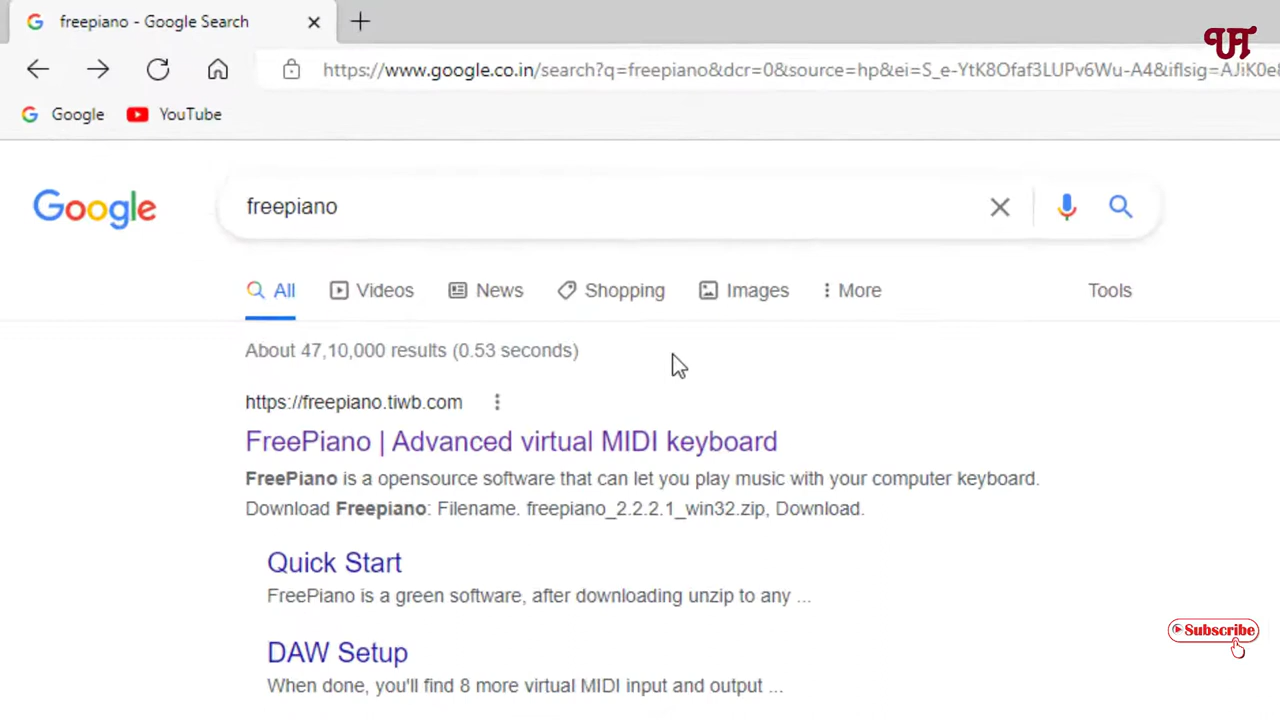 freepiano - Google Search
UA
https://www.google.co.in/search?q=freepiano&dcr=0&source=hp&ei=S_e-YtK8Ofaf3LUPv6Wu-A4&iflsig=AJiK0e8
Google
YouTube
Google
freepiano
All
Videos
News
Shopping
Images
More
Tools
About 47,10,000 results (0.53 seconds)
https://freepiano.tiwb.com
FreePiano | Advanced virtual MIDI keyboard
FreePiano is a opensource software that can let you play music with your computer keyboard.
Download Freepiano: Filename. freepiano_2.2.2.1_win32.zip, Download.
Quick Start
FreePiano is a green software, after downloading unzip to any ...
Subscribe
DAW Setup
When done, you'll find 8 more virtual MIDI input and output ...